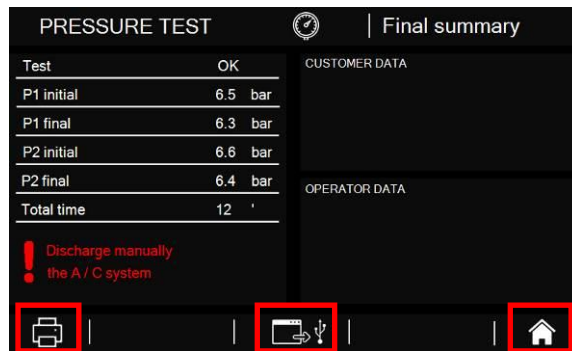 PRESSURE TEST
Final summary
Test OK
P1 initial 6.5 bar
P1 final 6.3 bar
P2 initial 6.6 bar
P2 final 6.4 bar
Total time 12 '
! Discharge manually
the A / C system
CUSTOMER DATA
OPERATOR DATA